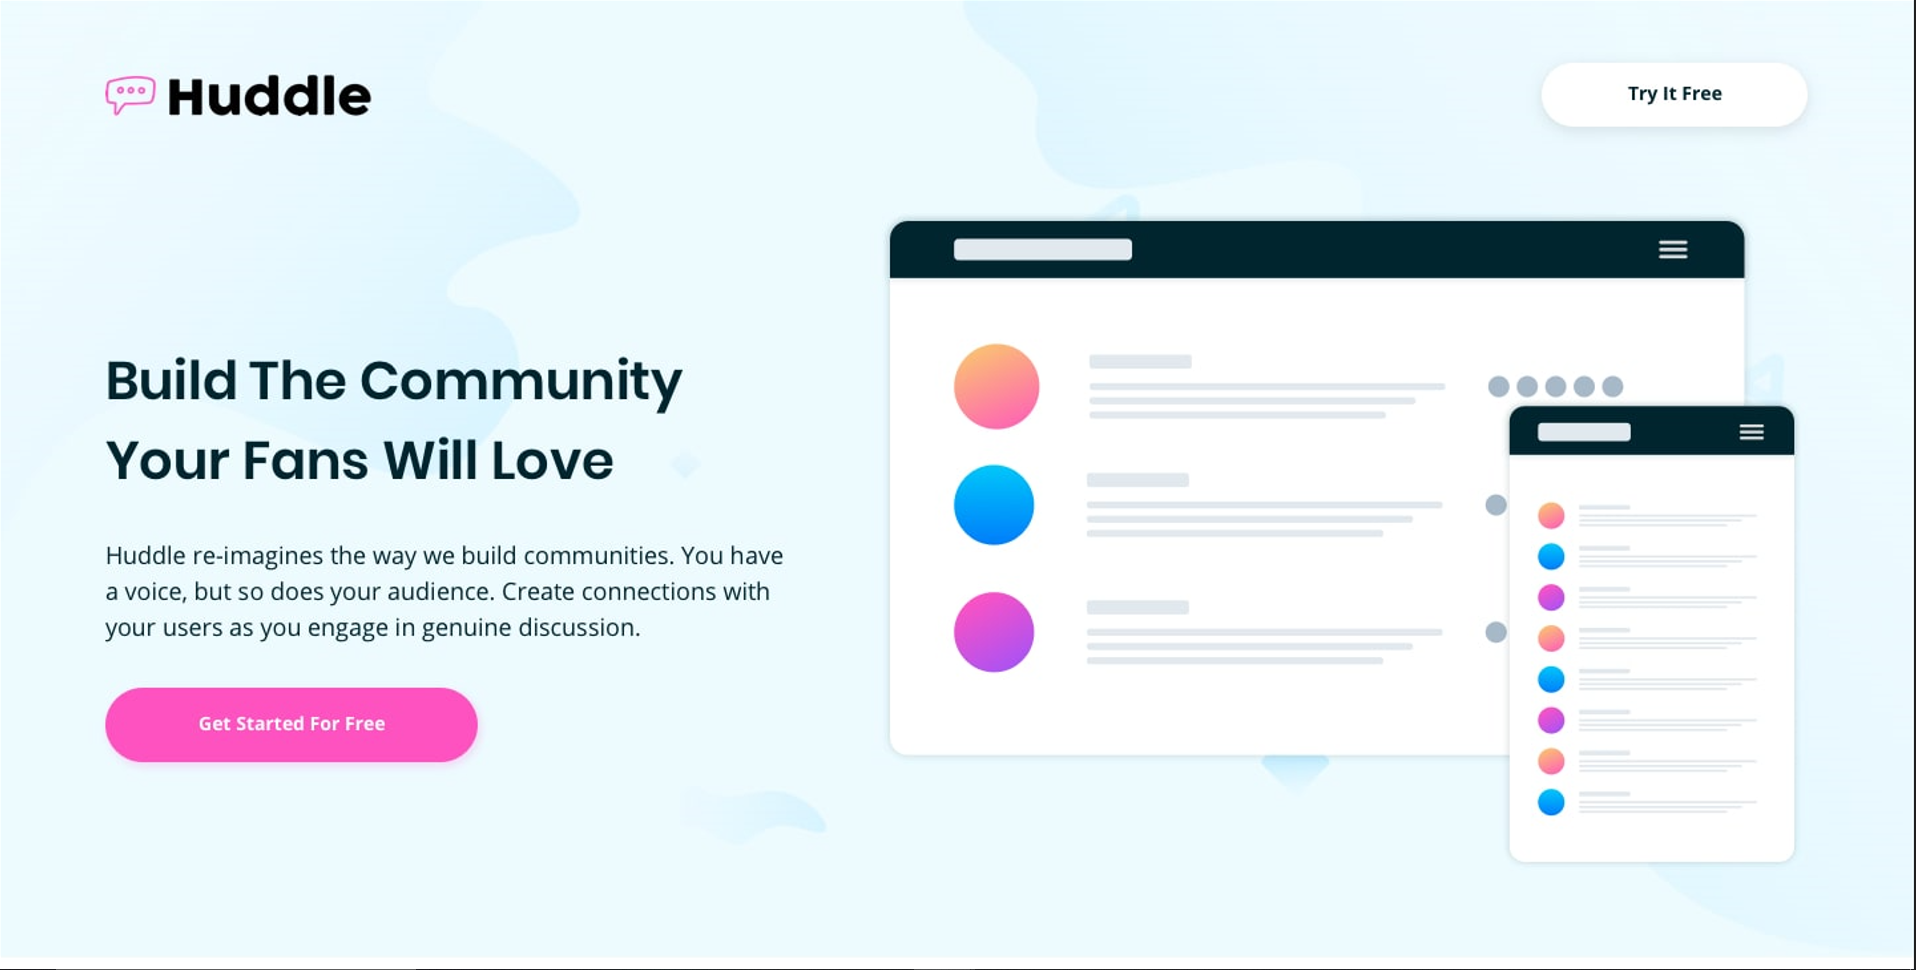 Huddle
Try It Free
Build The Community
Your Fans Will Love
Huddle re-imagines the way we build communities. You have
a voice, but so does your audience. Create connections with
your users as you engage in genuine discussion.
Get Started For Free